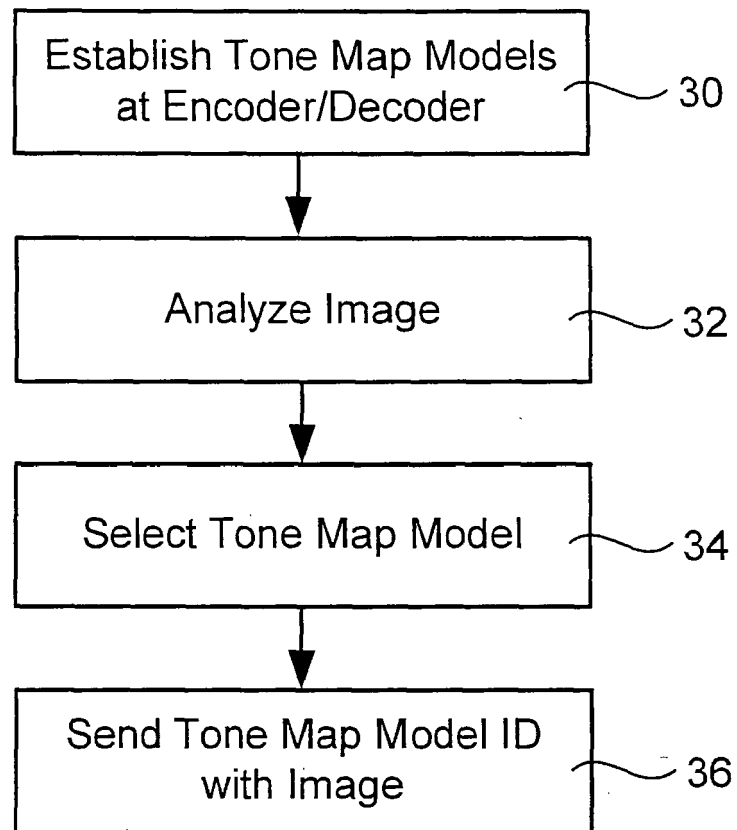 Establish Tone Map Models
at Encoder/Decoder
30
Analyze Image
32
Select Tone Map Model
34
Send Tone Map Model ID
with Image
36